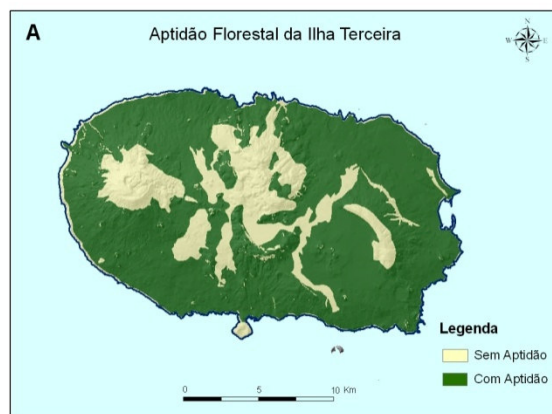 A
Aptidão Florestal da Ilha Terceira
N
W E
S
Legenda
Sem Aptidão
Com Aptidão
0 5 10 Km